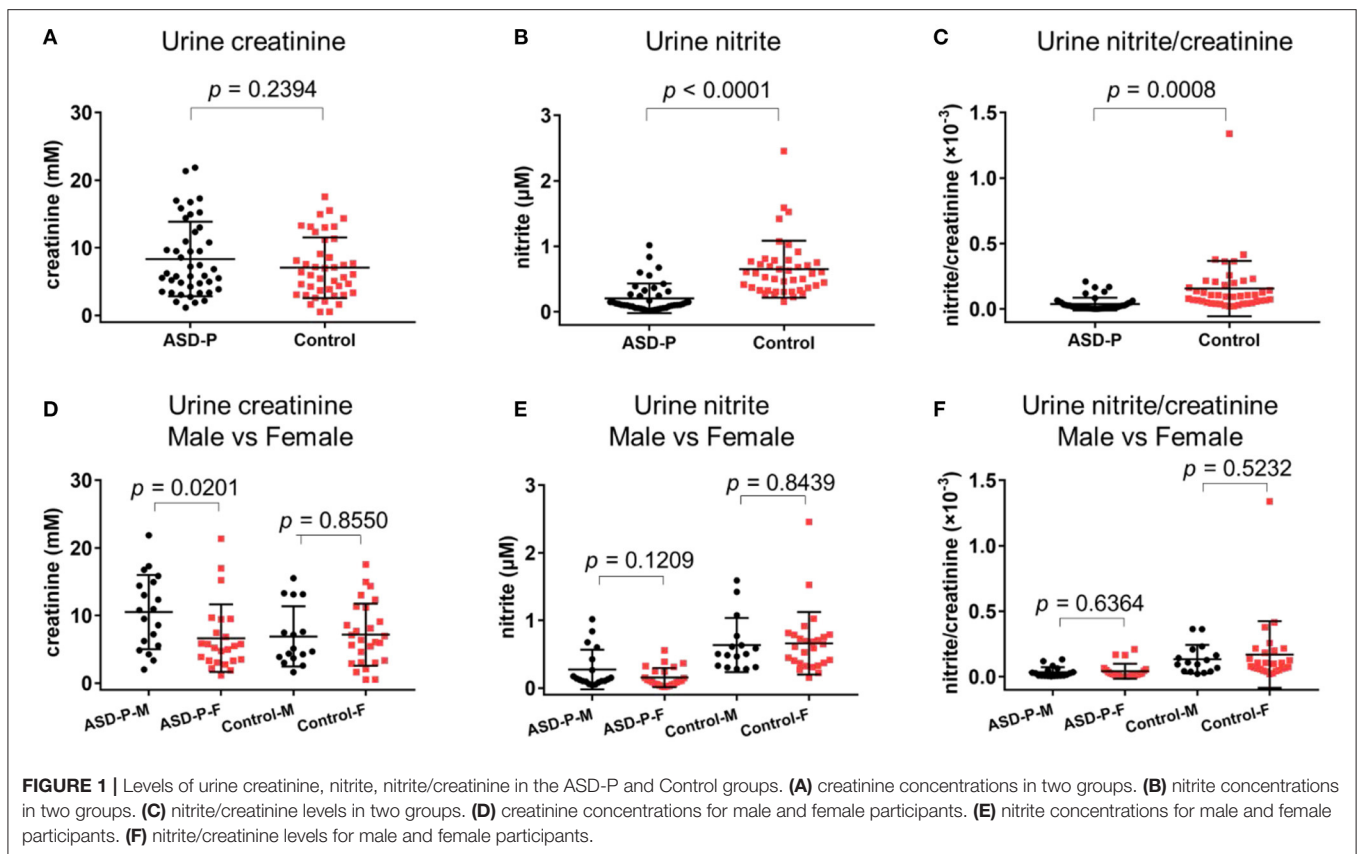 A
Urine creatinine
p = 0.2394
creatinine (mM)
30
20
10
0
ASD-P
Control
B
Urine nitrite
p < 0.0001
nitrite (μM)
3
2
1
0
ASD-P
Control
C
Urine nitrite/creatinine
p = 0.0008
nitrite/creatinine (×10⁻³)
1.5
1.0
0.5
0.0
ASD-P
Control
D
Urine creatinine
Male vs Female
p = 0.0201
p = 0.8550
creatinine (mM)
30
20
10
0
ASD-P-M
ASD-P-F
Control-M
Control-F
E
Urine nitrite
Male vs Female
p = 0.8439
p = 0.1209
nitrite (μM)
3
2
1
0
ASD-P-M
ASD-P-F
Control-M
Control-F
F
Urine nitrite/creatinine
Male vs Female
p = 0.5232
p = 0.6364
nitrite/creatinine (×10⁻³)
1.5
1.0
0.5
0.0
ASD-P-M
ASD-P-F
Control-M
Control-F
FIGURE 1 | Levels of urine creatinine, nitrite, nitrite/creatinine in the ASD-P and Control groups. (A) creatinine concentrations in two groups. (B) nitrite concentrations
in two groups. (C) nitrite/creatinine levels in two groups. (D) creatinine concentrations for male and female participants. (E) nitrite concentrations for male and female
participants. (F) nitrite/creatinine levels for male and female participants.